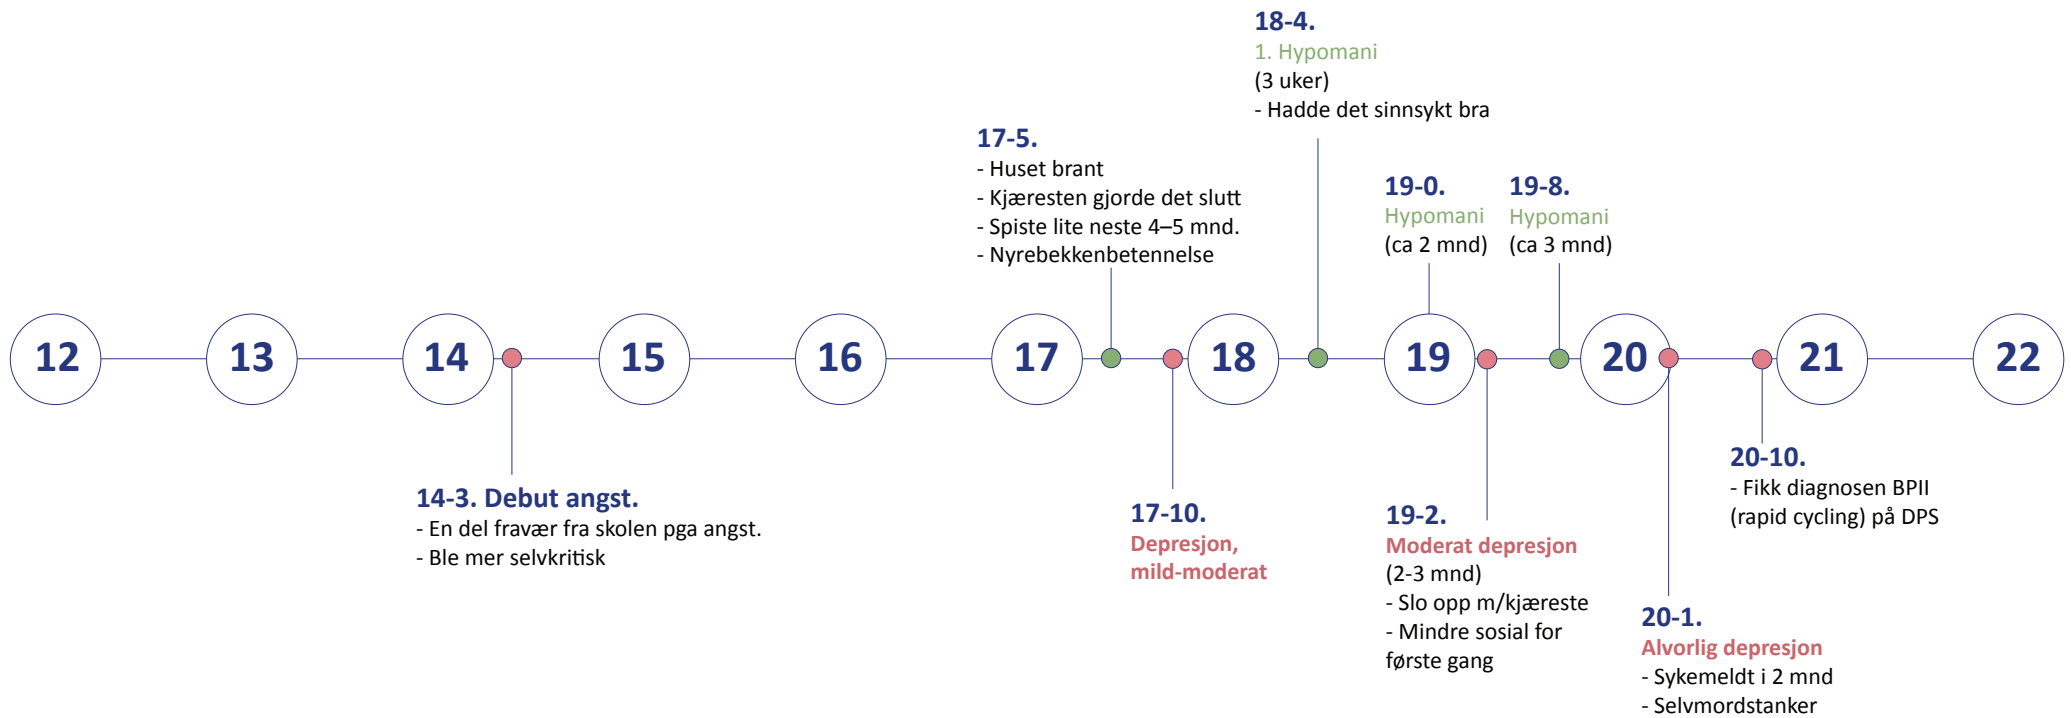 18-4.
1. Hypomani
(3 uker)
- Hadde det sinnsykt bra
17-5.
- Huset brant
- Kjæresten gjorde det slutt
- Spiste lite neste 4–5 mnd.
- Nyrebekkenbetennelse
19-0.
Hypomani
(ca 2 mnd)
19-8.
Hypomani
(ca 3 mnd)
12
13
14
15
16
17
18
19
20
21
22
14-3. Debut angst.
- En del fravær fra skolen pga angst.
- Ble mer selvkritisk
17-10.
Depresjon,
mild-moderat
19-2.
Moderat depresjon
(2-3 mnd)
- Slo opp m/kjæreste
- Mindre sosial for
første gang
20-1.
Alvorlig depresjon
- Sykemeldt i 2 mnd
- Selvmordstanker
20-10.
- Fikk diagnosen BPII
(rapid cycling) på DPS